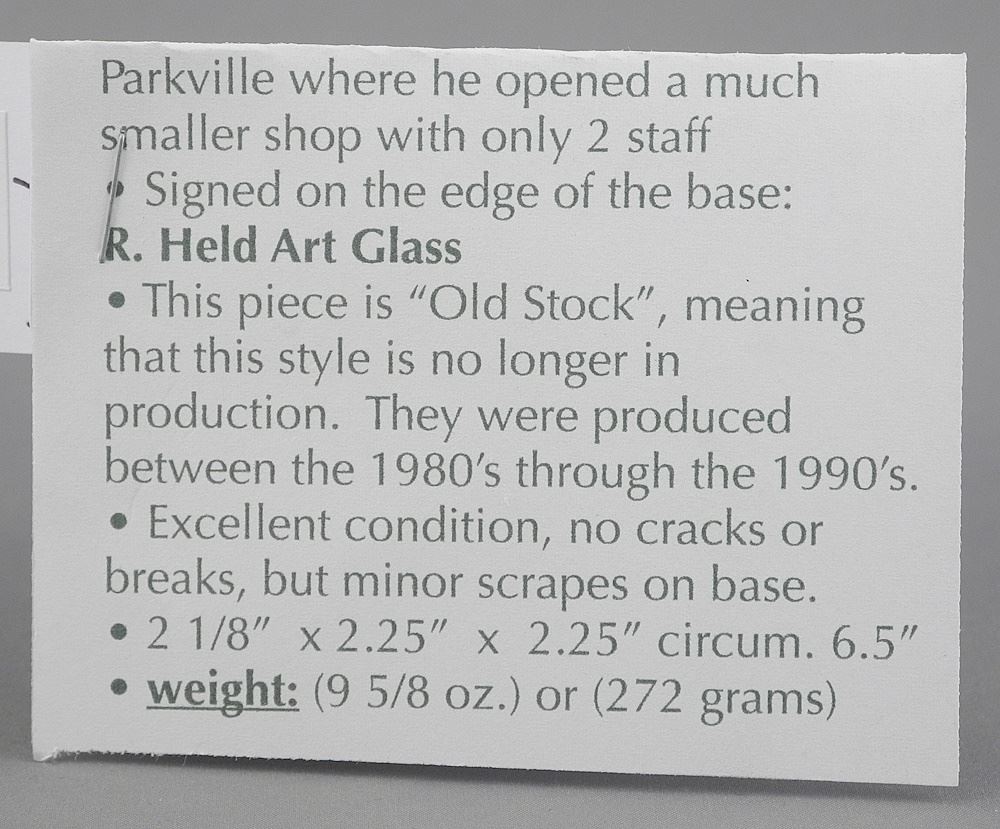 Parkville where he opened a much
smaller shop with only 2 staff
• Signed on the edge of the base:
R. Held Art Glass
• This piece is “Old Stock”, meaning
that this style is no longer in
production. They were produced
between the 1980’s through the 1990’s.
• Excellent condition, no cracks or
breaks, but minor scrapes on base.
• 2 1/8” x 2.25” x 2.25” circum. 6.5”
• weight: (9 5/8 oz.) or (272 grams)